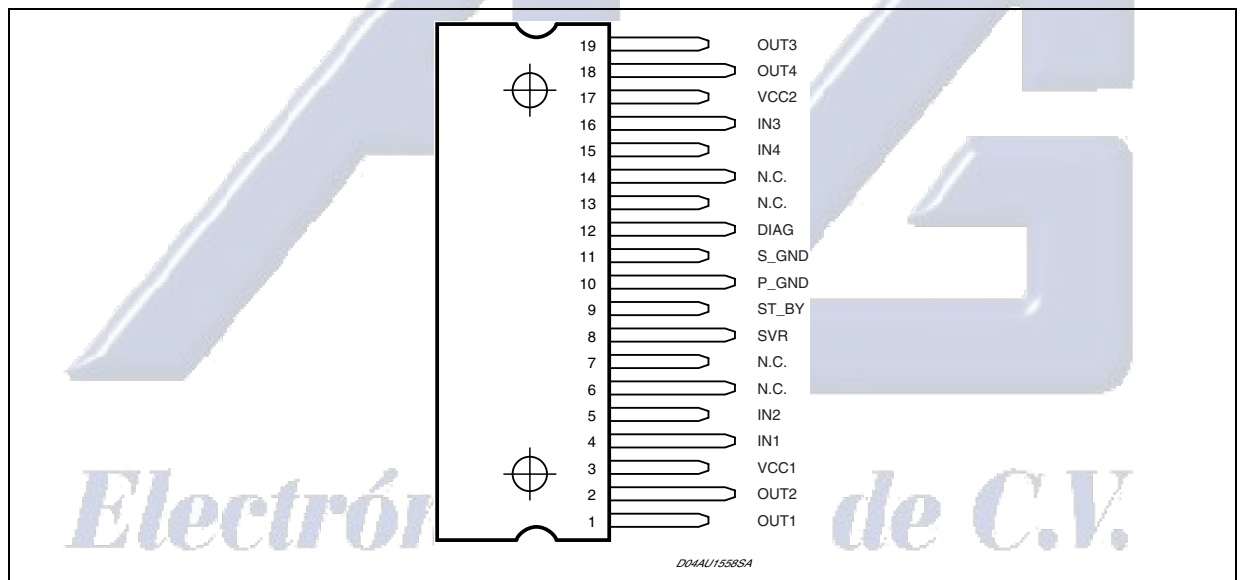 19 OUT3
18 OUT4
17 VCC2
16 IN3
15 IN4
14 N.C.
13 N.C.
12 DIAG
11 S_GND
10 P_GND
9 ST_BY
8 SVR
7 N.C.
6 N.C.
5 IN2
4 IN1
3 VCC1
2 OUT2
1 OUT1
D04AU1558SA
de C.V.